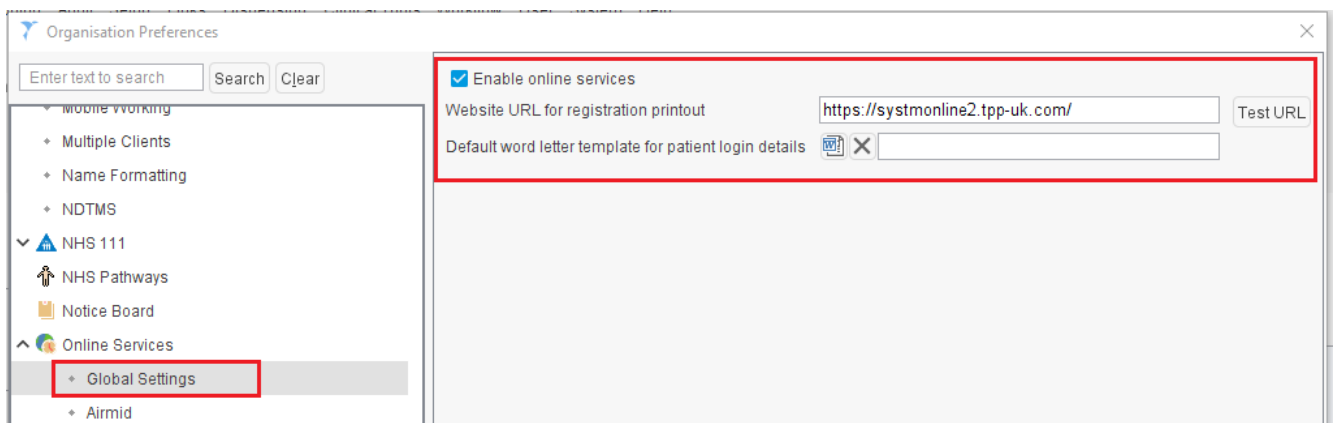 Organisation Preferences
Enter text to search Search Clear
Mobile Working
Multiple Clients
Name Formatting
NDTMS
NHS 111
NHS Pathways
Notice Board
Online Services
Global Settings
Airmid
Enable online services
Website URL for registration printout https://systmonline2.tpp-uk.com/ Test URL
Default word letter template for patient login details